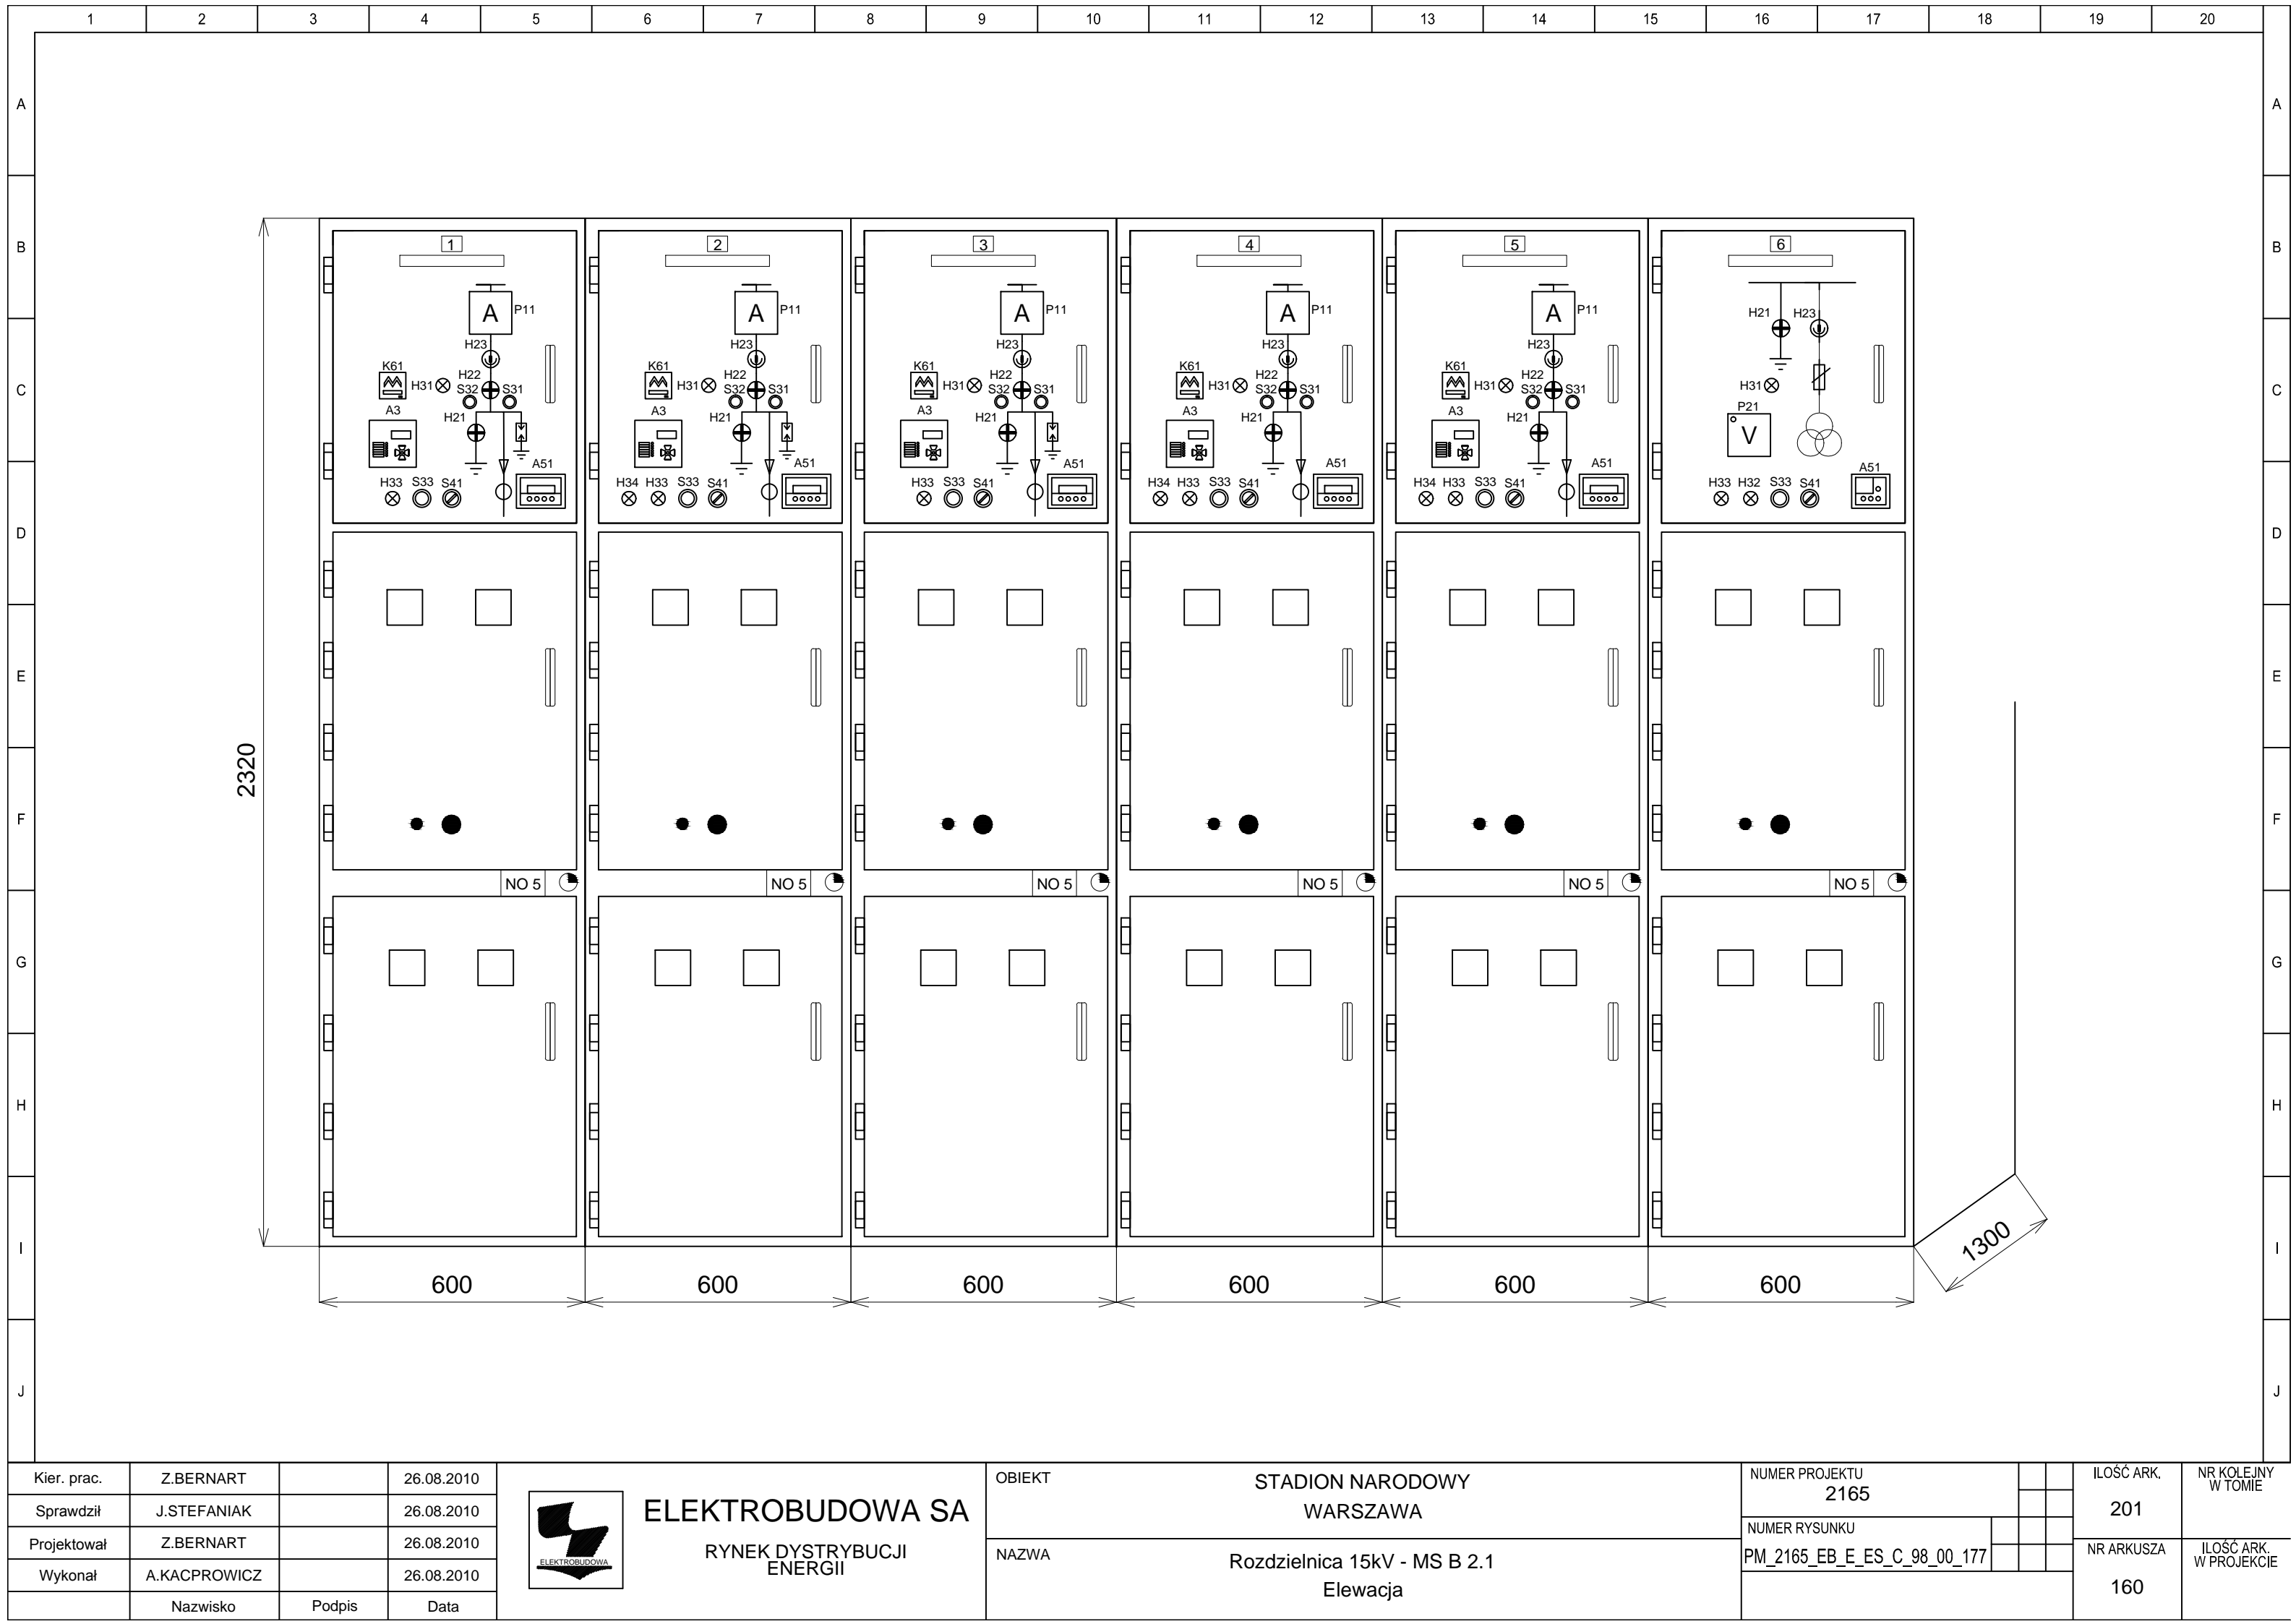 1 2 3 4 5 6 7 8 9 10 11 12 13 14 15 16 17 18 19 20
A A
B B
C C
D D
E E
F F
G G
H H
I I
J J
1 2 3 4 5 6
A P11 A P11 A P11 A P11 A P11 H21 H23
H23 H23 H23 H23 H23
K61 H22 K61 H22 K61 H22 K61 H22 K61 H22
H31 S32 S31 H31 S32 S31 H31 S32 S31 H31 S32 S31 H31 S32 S31 H31
A3 H21 A3 H21 A3 H21 A3 H21 A3 H21 P21
V
A51 A51 A51 A51 A51 A51
H33 S33 S41 H34 H33 S33 S41 H33 S33 S41 H34 H33 S33 S41 H34 H33 S33 S41 H33 H32 S33 S41
2320
NO 5 NO 5 NO 5 NO 5 NO 5 NO 5
1300
600 600 600 600 600 600
Kier. prac. Z.BERNART 26.08.2010
Sprawdził J.STEFANIAK 26.08.2010
Projektował Z.BERNART 26.08.2010
Wykonał A.KACPROWICZ 26.08.2010
Nazwisko Podpis Data
ELEKTROBUDOWA
ELEKTROBUDOWA SA
RYNEK DYSTRYBUCJI
ENERGII
OBIEKT
STADION NARODOWY
WARSZAWA
NAZWA
Rozdzielnica 15kV - MS B 2.1
Elewacja
NUMER PROJEKTU
2165
NUMER RYSUNKU
PM_2165_EB_E_ES_C_98_00_177
ILOŚĆ ARK.
201
NR ARKUSZA
160
NR KOLEJNY
W TOMIE
ILOŚĆ ARK.
W PROJEKCIE